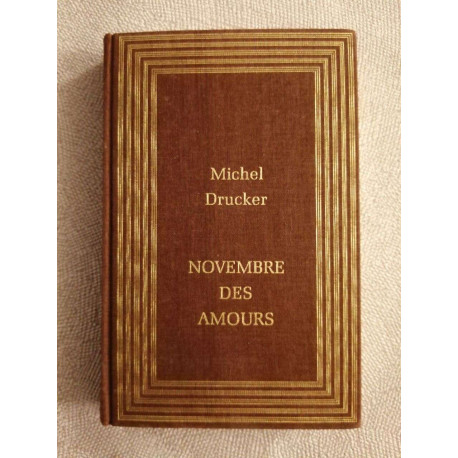 Michel
Drucker
NOVEMBRE
DES
AMOURS